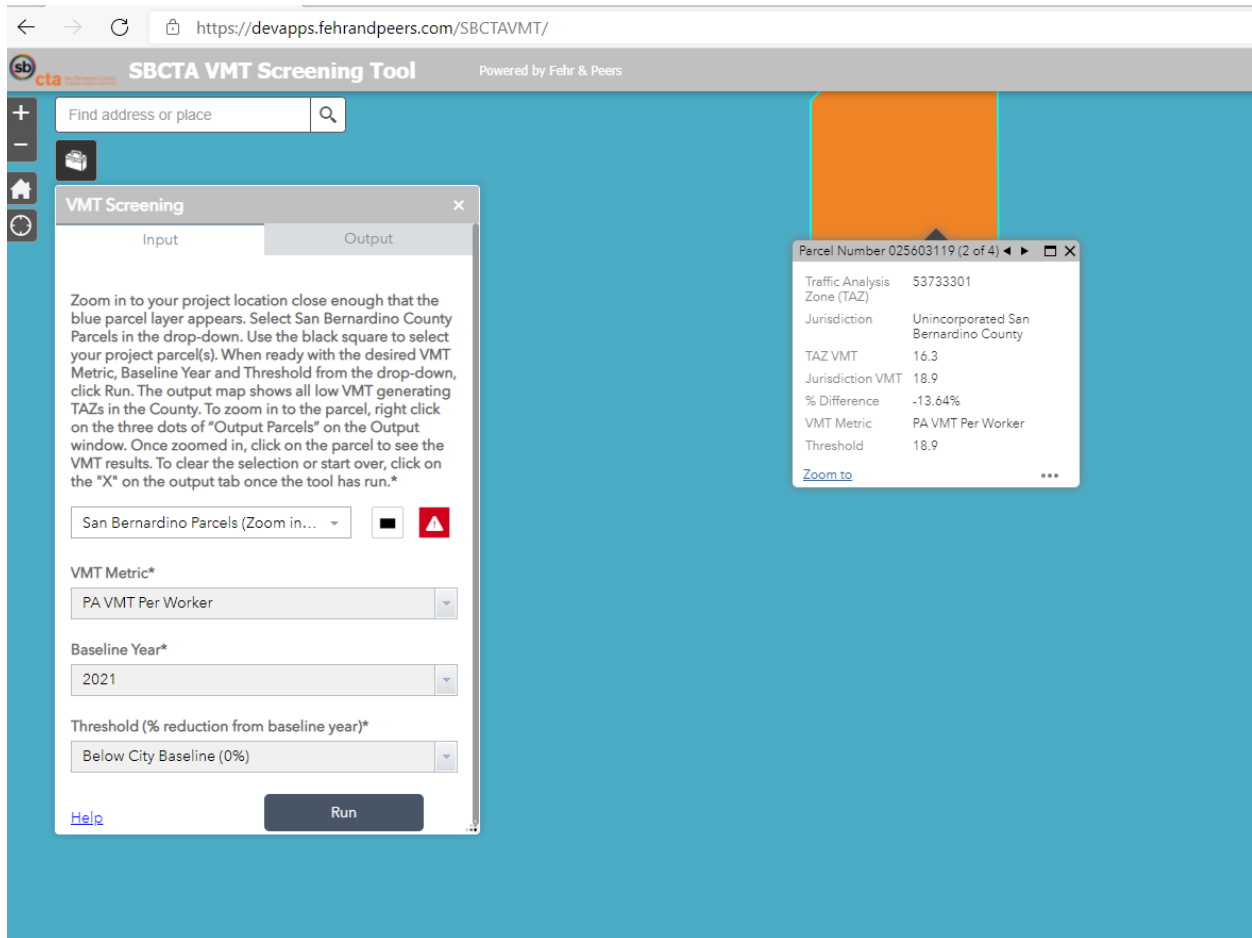 https://devapps.fehrandpeers.com/SBCTAVMT/
sb
cta
SBCTA VMT Screening Tool
Powered by Fehr & Peers
+
Find address or place
−
VMT Screening
×
Input
Output
Zoom in to your project location close enough that the
blue parcel layer appears. Select San Bernardino County
Parcels in the drop-down. Use the black square to select
your project parcel(s). When ready with the desired VMT
Metric, Baseline Year and Threshold from the drop-down,
click Run. The output map shows all low VMT generating
TAZs in the County. To zoom in to the parcel, right click
on the three dots of “Output Parcels” on the Output
window. Once zoomed in, click on the parcel to see the
VMT results. To clear the selection or start over, click on
the "X" on the output tab once the tool has run.*
San Bernardino Parcels (Zoom in...
VMT Metric*
PA VMT Per Worker
Baseline Year*
2021
Threshold (% reduction from baseline year)*
Below City Baseline (0%)
Help
Run
Parcel Number 025603119 (2 of 4)
Traffic Analysis
Zone (TAZ)
53733301
Jurisdiction
Unincorporated San
Bernardino County
TAZ VMT
16.3
Jurisdiction VMT
18.9
% Difference
-13.64%
VMT Metric
PA VMT Per Worker
Threshold
18.9
Zoom to
•••